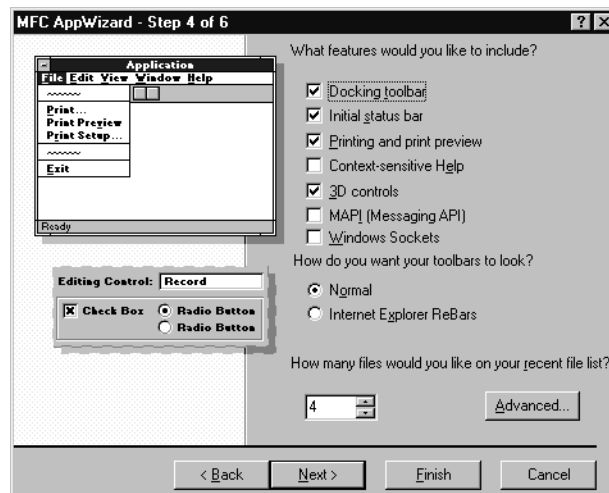 MFC AppWizard - Step 4 of 6
Application
File Edit View Window Help
Print...
Print Preview
Print Setup...
Exit
Ready
Editing Control: Record
Check Box
Radio Button
Radio Button
What features would you like to include?
Docking toolbar
Initial status bar
Printing and print preview
Context-sensitive Help
3D controls
MAPI (Messaging API)
Windows Sockets
How do you want your toolbars to look?
Normal
Internet Explorer ReBars
How many files would you like on your recent file list?
4
Advanced...
< Back
Next >
Finish
Cancel